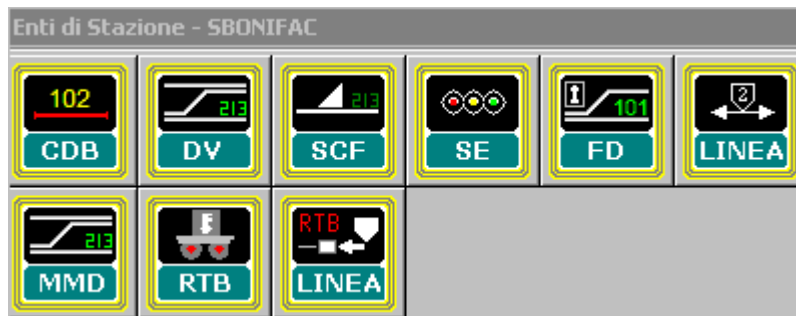 Enti di Stazione - SBONIFAC
102 213 213 101 2
CDB DV SCF SE FD LINEA
213 RTB
MMD RTB LINEA